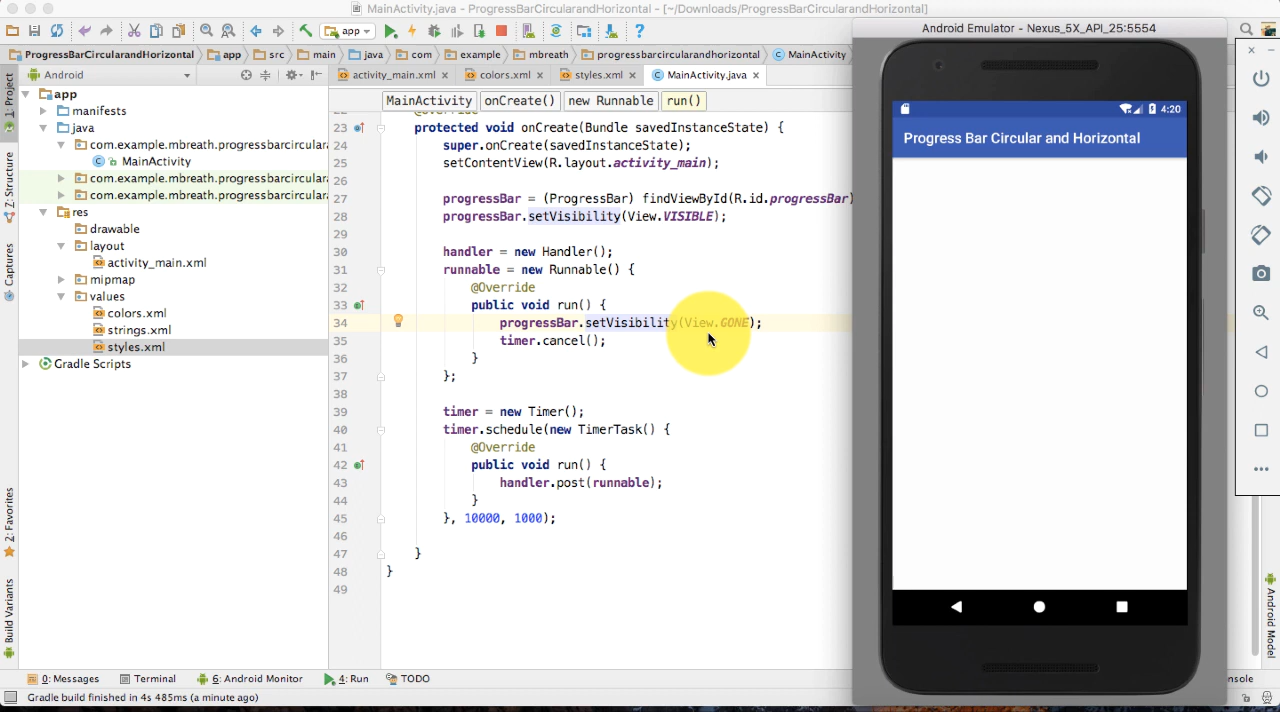 MainActivity.java - ProgressBarCircularandHorizontal - [~/Downloads/ProgressBarCircularandHorizontal]
Android Emulator - Nexus_5X_API_25:5554
app
ProgressBarCircularandHorizontal app src main java com example mbreath progressbarcircularandhorizontal MainActivity
Android
activity_main.xml colors.xml styles.xml MainActivity.java
MainActivity onCreate() new Runnable run()
1: Project
Z: Structure
Captures
2: Favorites
Build Variants
app
manifests
java
com.example.mbreath.progressbarcircular
MainActivity
com.example.mbreath.progressbarcircular
com.example.mbreath.progressbarcircular
res
drawable
layout
activity_main.xml
mipmap
values
colors.xml
strings.xml
styles.xml
Gradle Scripts
22 @Override
23 protected void onCreate(Bundle savedInstanceState) {
24 super.onCreate(savedInstanceState);
25 setContentView(R.layout.activity_main);
26
27 progressBar = (ProgressBar) findViewById(R.id.progressBar)
28 progressBar.setVisibility(View.VISIBLE);
29
30 handler = new Handler();
31 runnable = new Runnable() {
32 @Override
33 public void run() {
34 progressBar.setVisibility(View.GONE);
35 timer.cancel();
36 }
37 };
38
39 timer = new Timer();
40 timer.schedule(new TimerTask() {
41 @Override
42 public void run() {
43 handler.post(runnable);
44 }
45 }, 10000, 1000);
46
47 }
48 }
49
4:20
Progress Bar Circular and Horizontal
Android Model
0: Messages Terminal 6: Android Monitor 4: Run TODO
nsole
Gradle build finished in 4s 485ms (a minute ago)